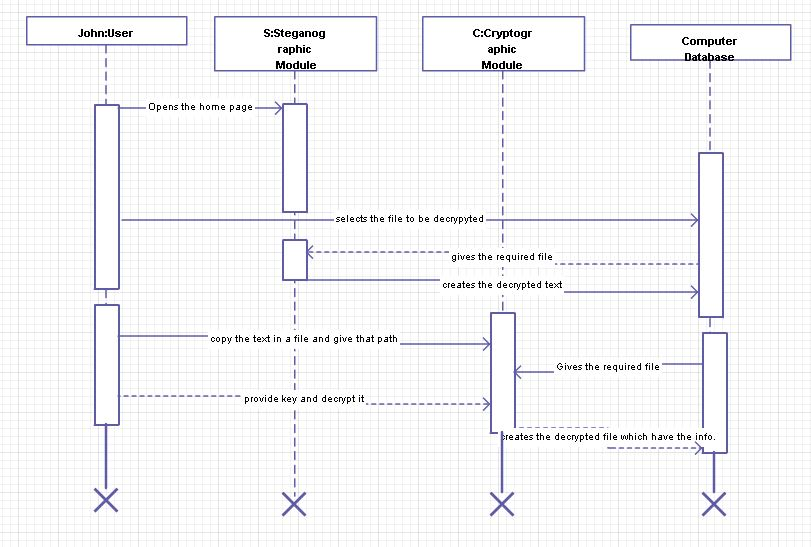 John:User
S:Steganog
raphic
Module
C:Cryptogr
aphic
Module
Computer
Database
Opens the home page
selects the file to be decrypyted
gives the required file
creates the decrypted text
copy the text in a file and give that path
Gives the required file
provide key and decrypt it
creates the decrypted file which have the info.